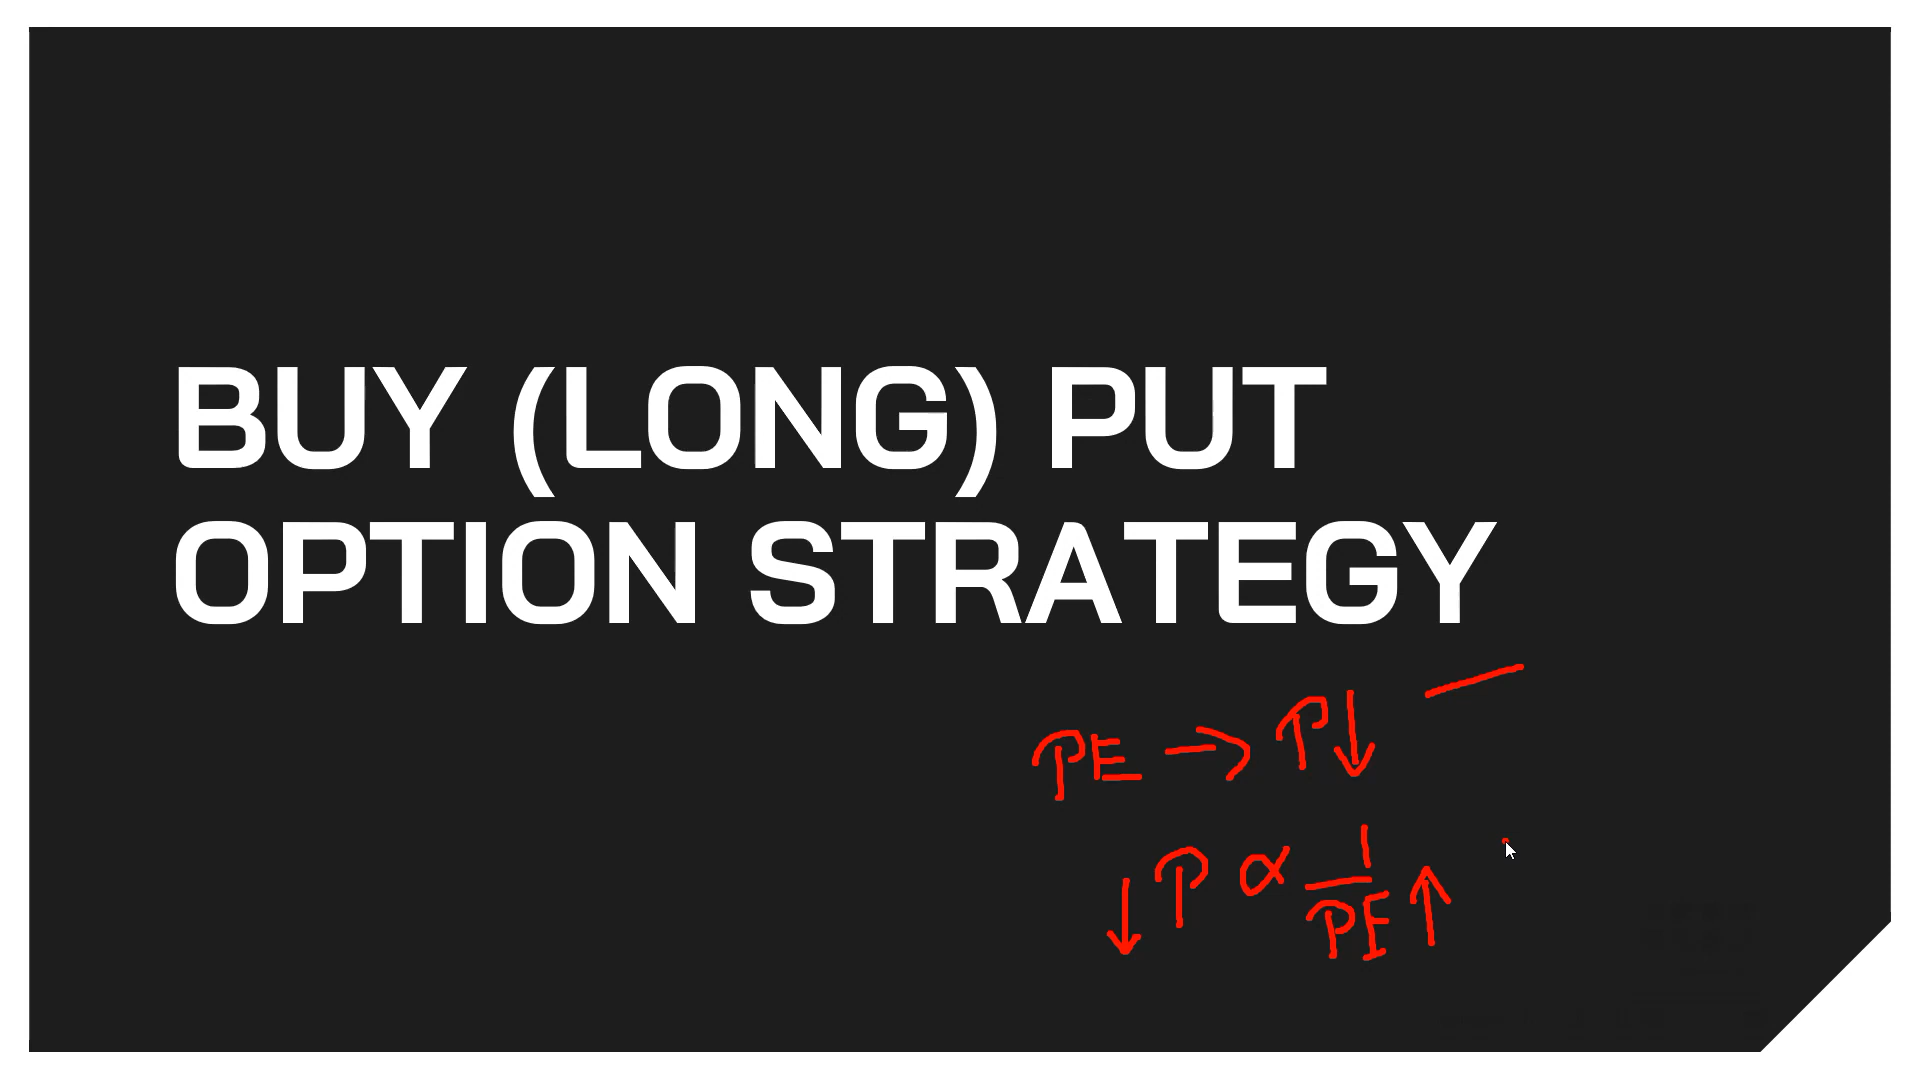 BUY (LONG) PUT
OPTION STRATEGY
PE → P↓
↓ P ∝ 1/PE ↑